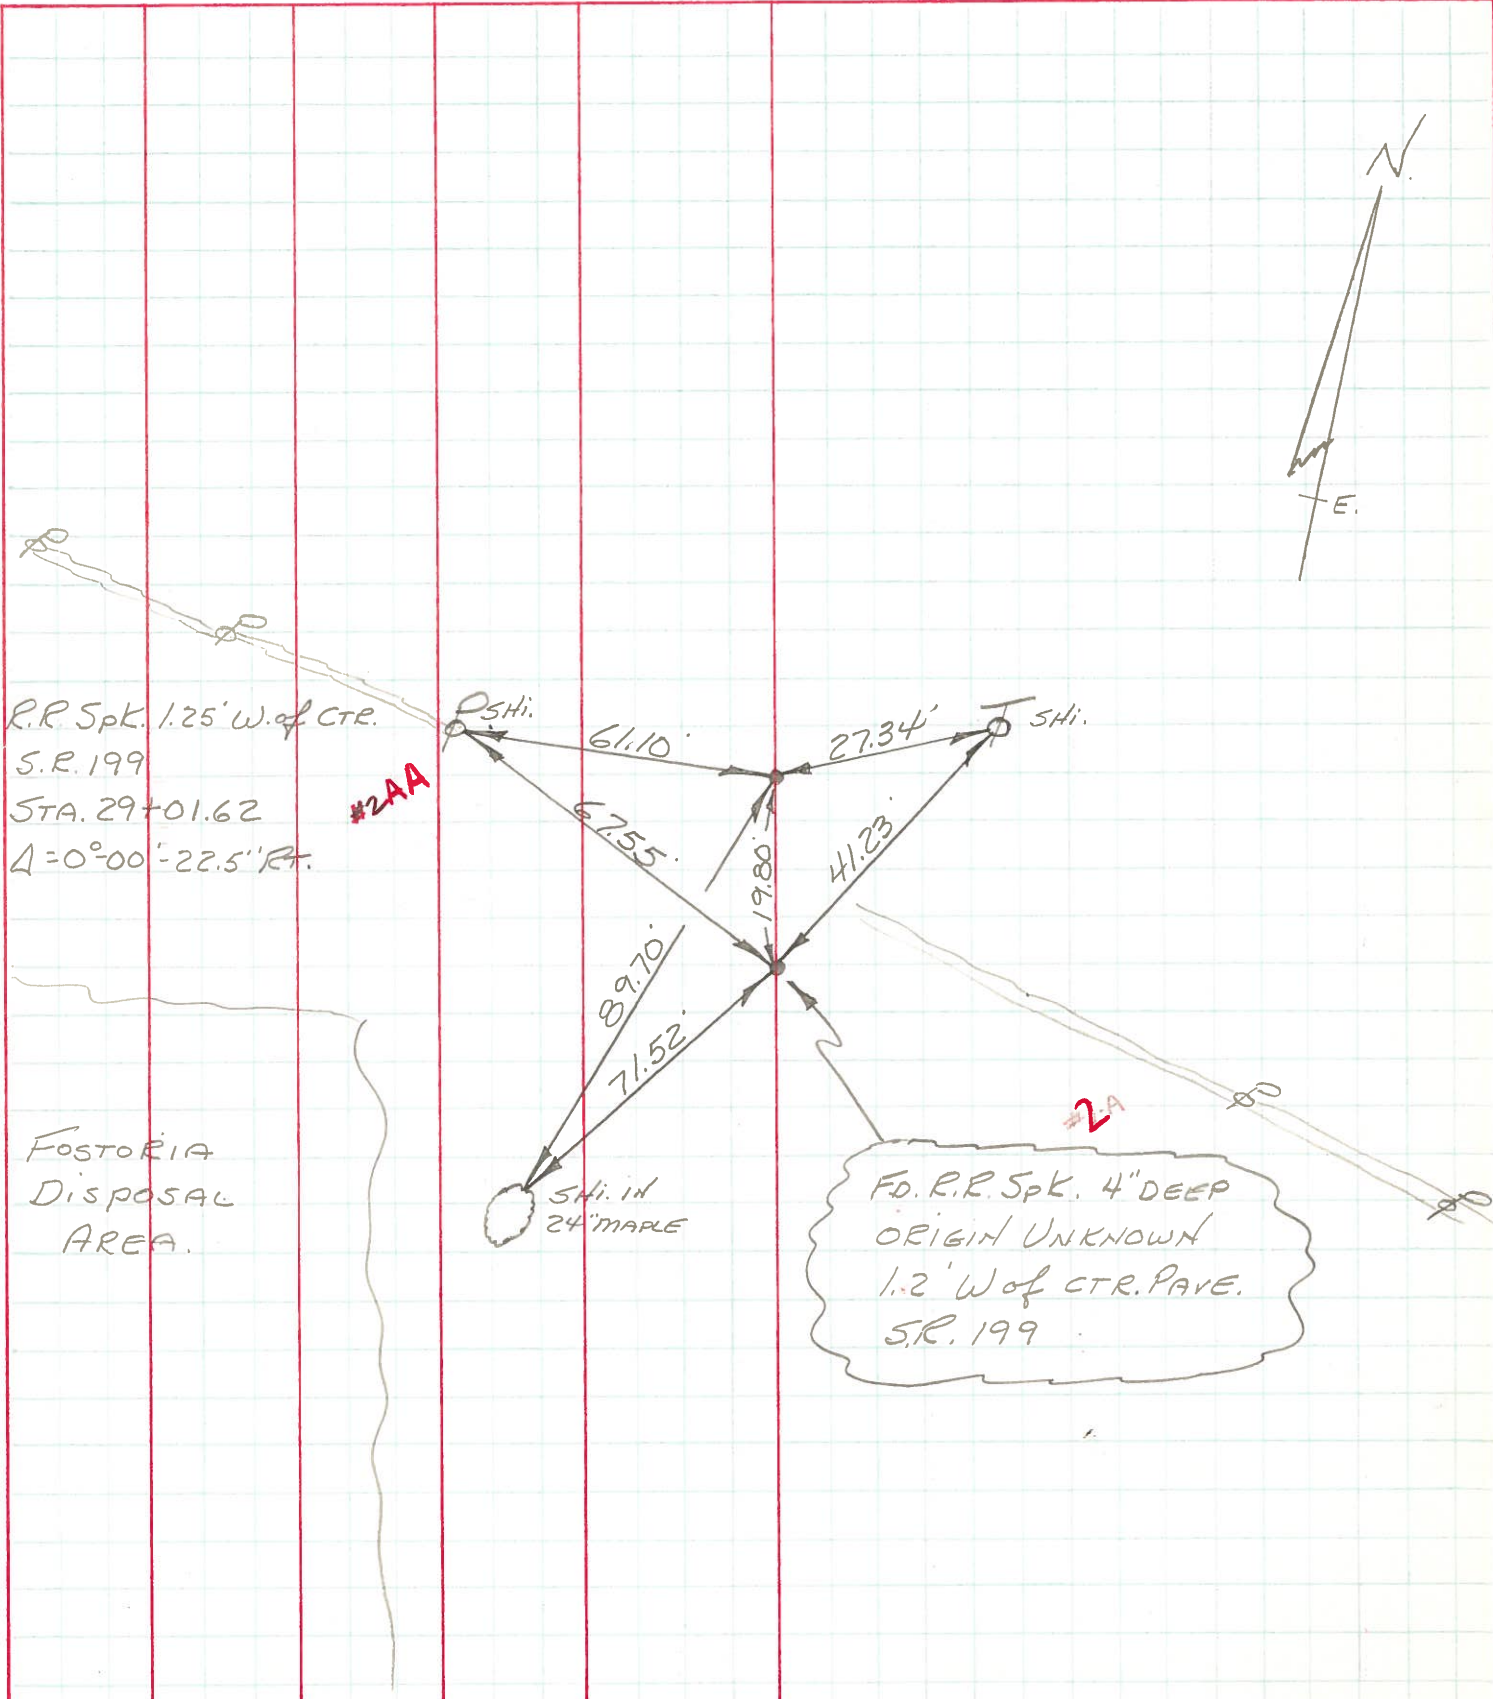 N.
E.
R.R. SpK. 1.25' W. of CTR.
S.R. 199
STA. 29+01.62
Δ=0°-00'-22.5" RT.
#2AA
P SHi.
61.10'
27.34'
T SHi.
67.55'
19.80'
41.23'
89.70'
71.52'
SHi. IN
24" MAPLE
FOSTORIA
DISPOSAL
AREA.
#2
FD. R.R. SpK. 4" DEEP
ORIGIN UNKNOWN
1.2' W of CTR. PAVE.
S.R. 199